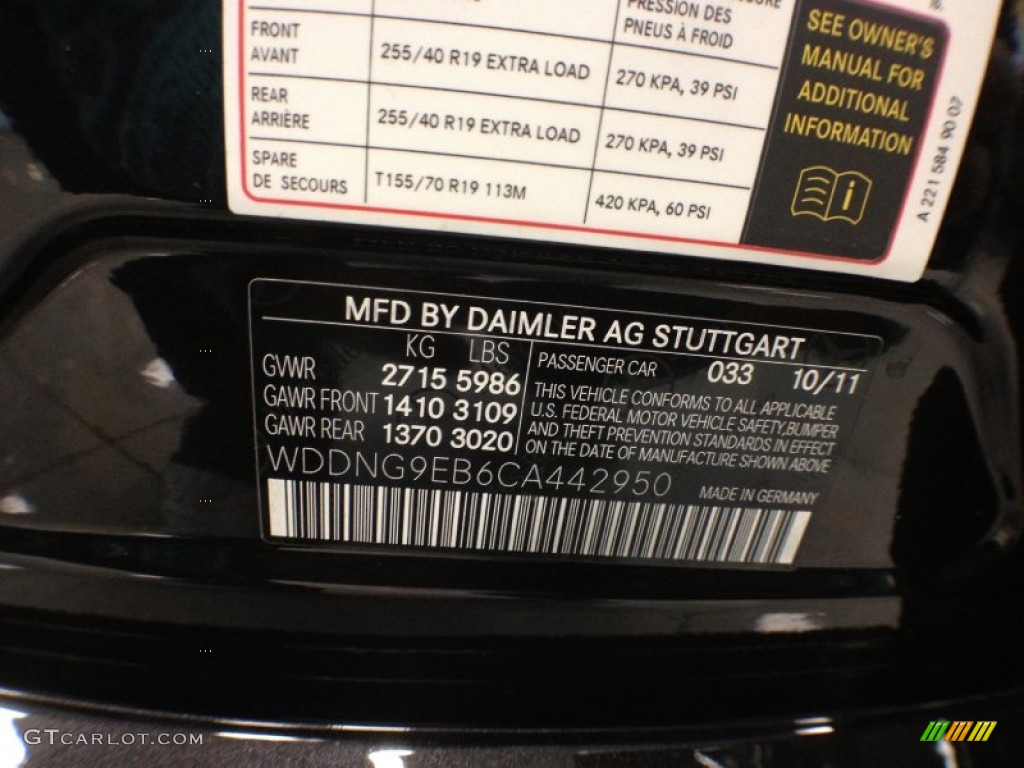 PRESSION DES
PNEUS À FROID
FRONT
AVANT
255/40 R19 EXTRA LOAD
270 KPA, 39 PSI
REAR
ARRIÈRE
255/40 R19 EXTRA LOAD
270 KPA, 39 PSI
SPARE
DE SECOURS
T155/70 R19 113M
420 KPA, 60 PSI
SEE OWNER'S
MANUAL FOR
ADDITIONAL
INFORMATION
A 221 584 90 07
MFD BY DAIMLER AG STUTTGART
KG LBS
GVWR 2715 5986
GAWR FRONT 1410 3109
GAWR REAR 1370 3020
PASSENGER CAR 033 10/11
THIS VEHICLE CONFORMS TO ALL APPLICABLE
U.S. FEDERAL MOTOR VEHICLE SAFETY,BUMPER
AND THEFT PREVENTION STANDARDS IN EFFECT
ON THE DATE OF MANUFACTURE SHOWN ABOVE
WDDNG9EB6CA442950
MADE IN GERMANY
GTCARLOT.COM